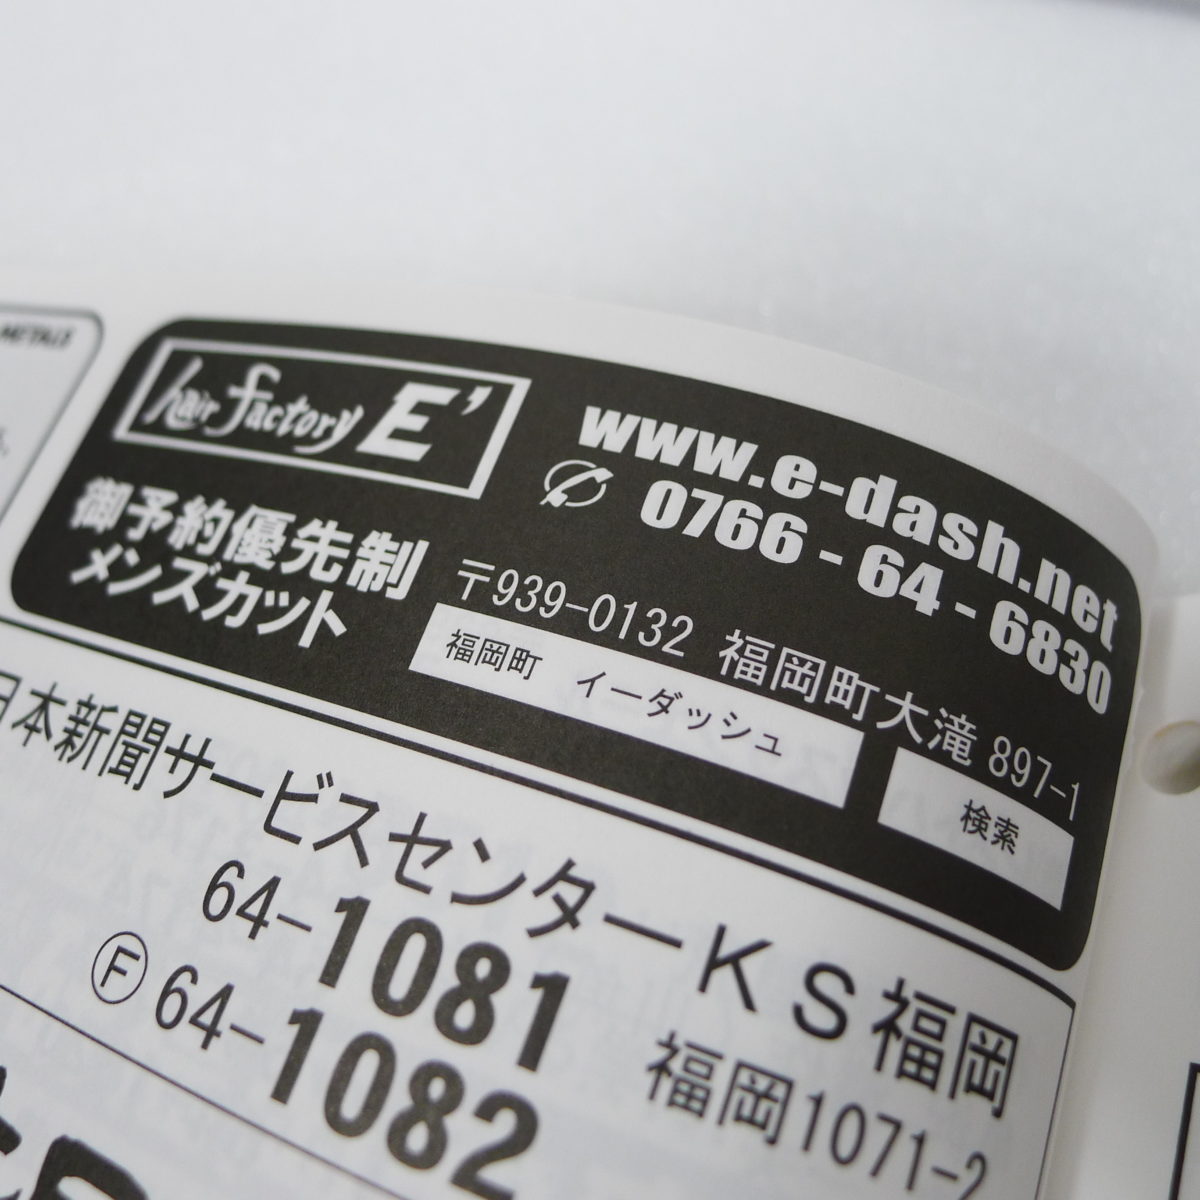 METALS
hair factory E'
www.e-dash.net
0766-64-6830
御予約優先制
メンズカット
〒939-0132 福岡町大滝 897-1
福岡町 イーダッシュ
検索
日本新聞サービスセンターKS福岡
64-1081
福岡1071-2
Ⓕ64-1082